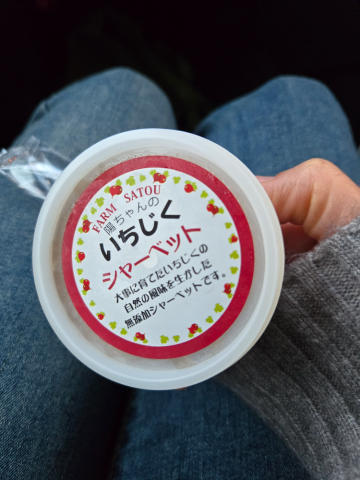 FARM SATOU
陽ちゃんの
いちじく
シャーベット
大事に育てたいちじくの
自然の風味を生かした
無添加シャーベットです。